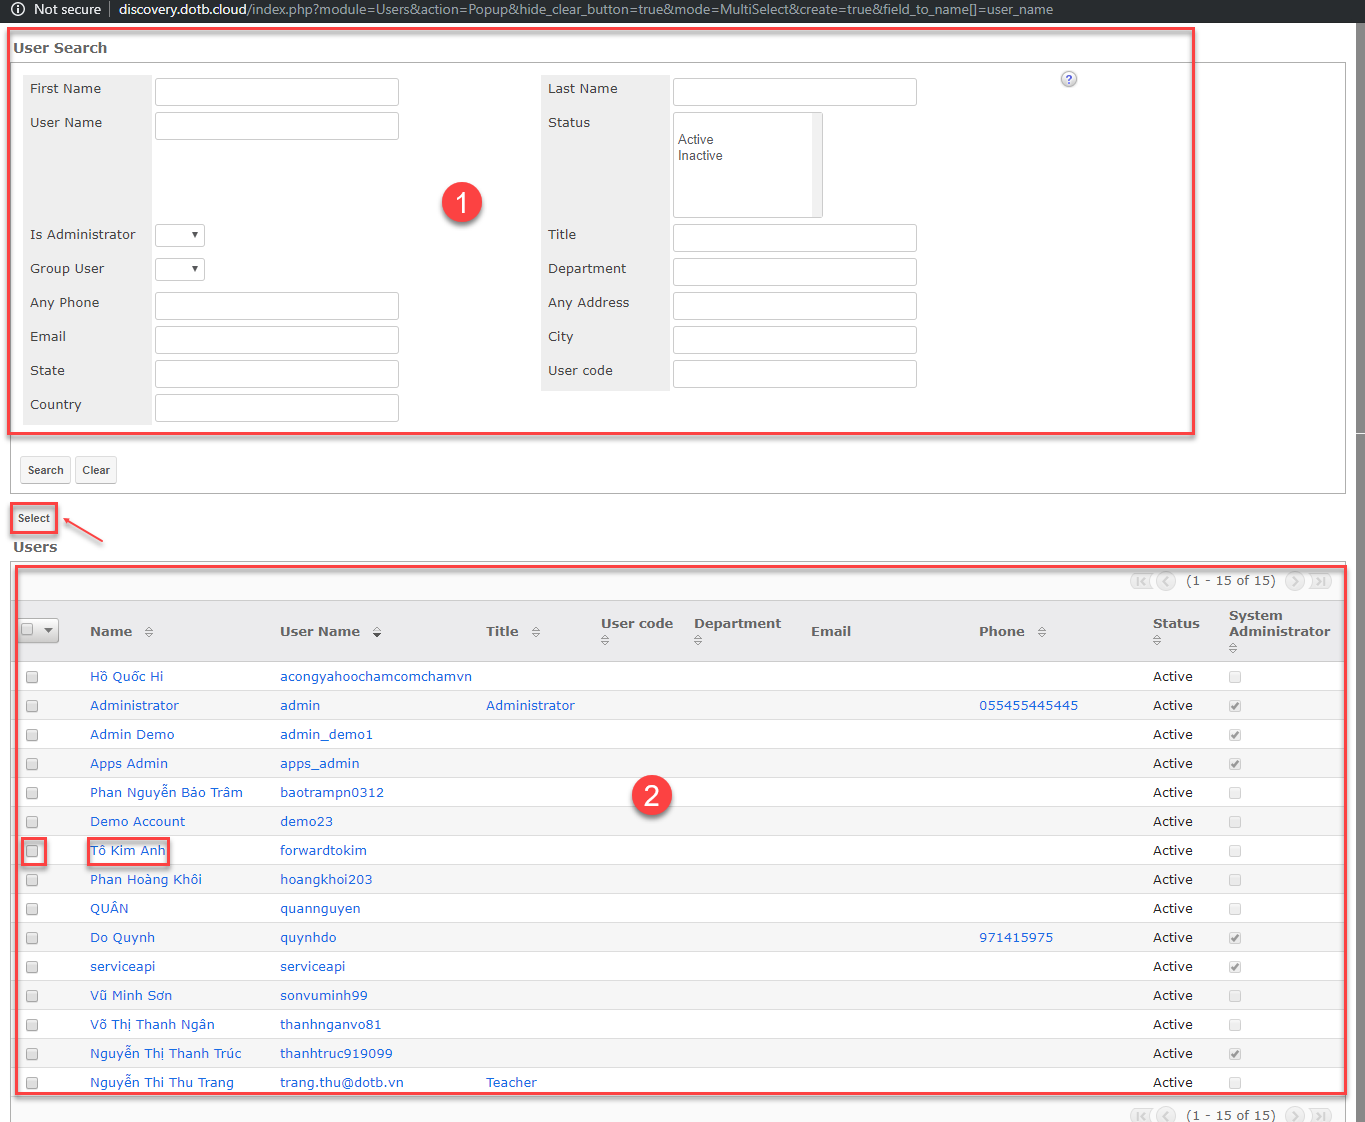 Not secure | discovery.dotb.cloud/index.php?module=Users&action=Popup&hide_clear_button=true&mode=MultiSelect&create=true&field_to_name[]=user_name
User Search
First Name Last Name ?
User Name Status
Active
Inactive
1
Is Administrator Title
Group User Department
Any Phone Any Address
Email City
State User code
Country
Search Clear
Select
Users
(1 - 15 of 15)
Name User Name Title User code Department Email Phone Status System Administrator
Hồ Quốc Hi acongyahoochamcomchamvn Active
Administrator admin Administrator 055455445445 Active
Admin Demo admin_demo1 Active
Apps Admin apps_admin Active
Phan Nguyễn Bảo Trâm baotrampn0312 Active
2
Demo Account demo23 Active
Tô Kim Anh forwardtokim Active
Phan Hoàng Khôi hoangkhoi203 Active
QUÂN quannguyen Active
Do Quynh quynhdo 971415975 Active
serviceapi serviceapi Active
Vũ Minh Sơn sonvuminh99 Active
Võ Thị Thanh Ngân thanhnganvo81 Active
Nguyễn Thị Thanh Trúc thanhtruc919099 Active
Nguyễn Thi Thu Trang trang.thu@dotb.vn Teacher Active
(1 - 15 of 15)